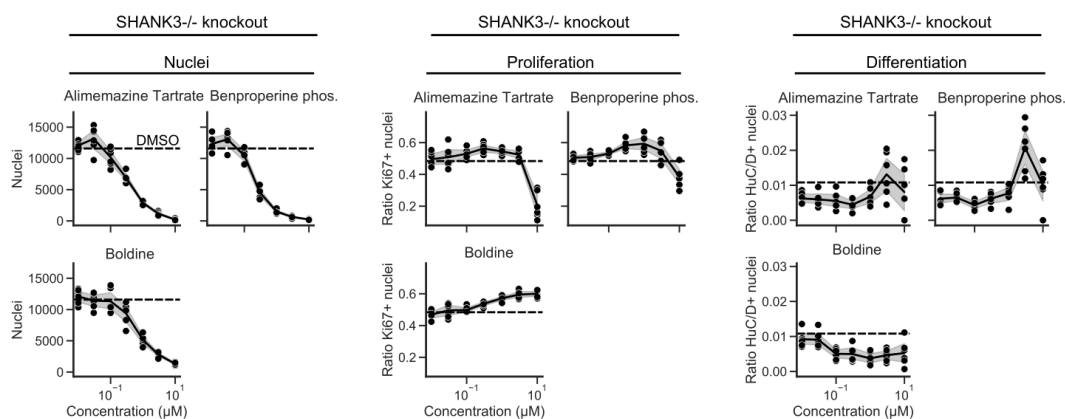 SHANK3-/- knockout
Nuclei
Alimemazine Tartrate
Benproperine phos.
DMSO
Nuclei
15000
10000
5000
0
Boldine
Nuclei
15000
10000
5000
0
10⁻¹
10¹
Concentration (µM)
SHANK3-/- knockout
Proliferation
Alimemazine Tartrate
Benproperine phos.
Ratio Ki67+ nuclei
0.6
0.4
0.2
Boldine
Ratio Ki67+ nuclei
0.6
0.4
0.2
10⁻¹
10¹
Concentration (µM)
SHANK3-/- knockout
Differentiation
Alimemazine Tartrate
Benproperine phos.
Ratio HuC/D+ nuclei
0.03
0.02
0.01
0.00
Boldine
Ratio HuC/D+ nuclei
0.03
0.02
0.01
0.00
10⁻¹
10¹
Concentration (µM)